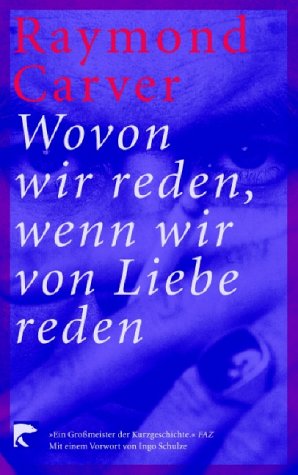 Raymond
Carver
Wovon
wir reden,
wenn wir
von Liebe
reden
»Ein Großmeister der Kurzgeschichte.« FAZ
Mit einem Vorwort von Ingo Schulze